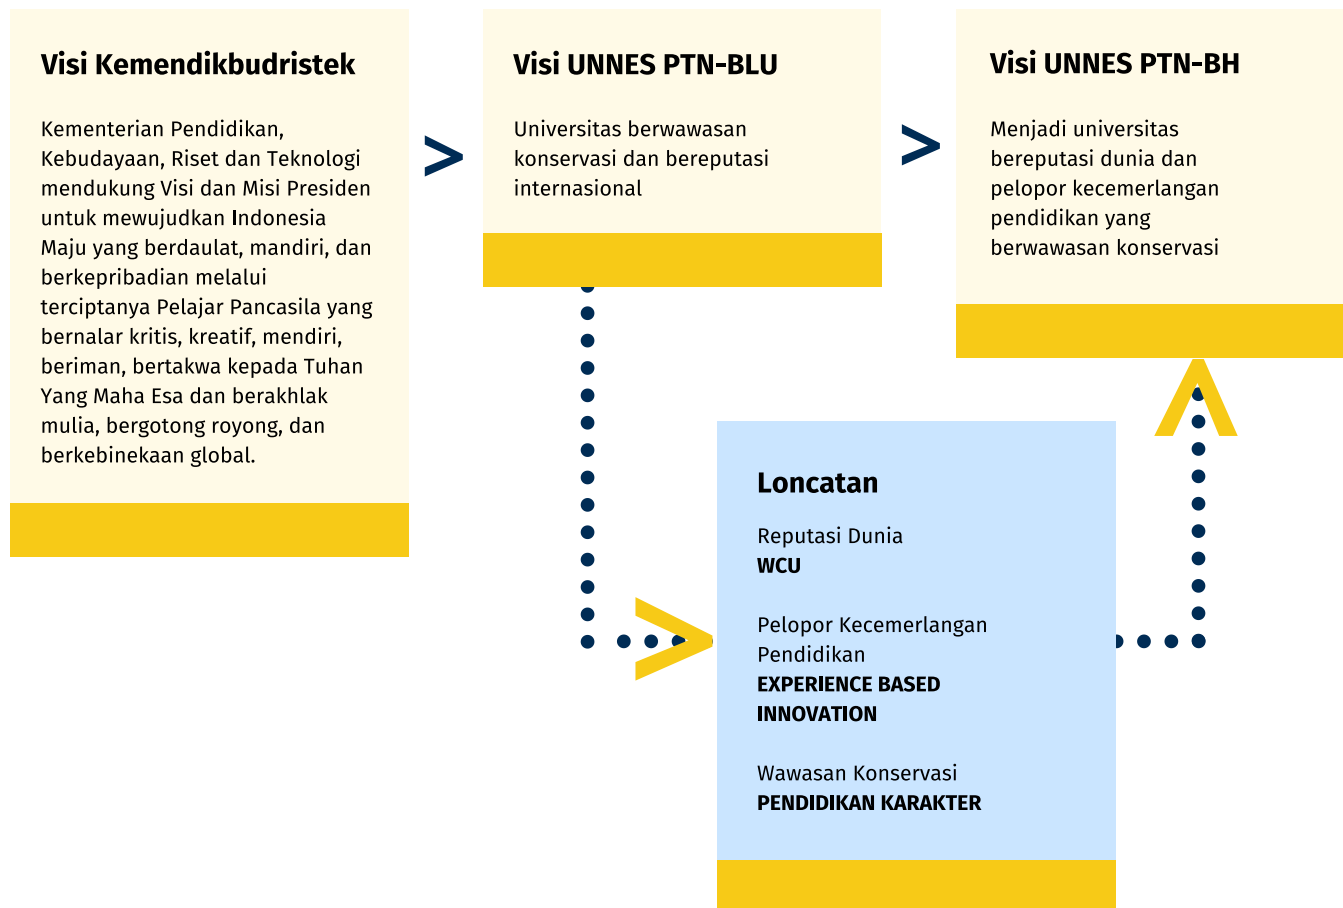 Visi Kemendikbudristek
Kementerian Pendidikan,
Kebudayaan, Riset dan Teknologi
mendukung Visi dan Misi Presiden
untuk mewujudkan Indonesia
Maju yang berdaulat, mandiri, dan
berkepribadian melalui
terciptanya Pelajar Pancasila yang
bernalar kritis, kreatif, mendiri,
beriman, bertakwa kepada Tuhan
Yang Maha Esa dan berakhlak
mulia, bergotong royong, dan
berkebinekaan global.
Visi UNNES PTN-BLU
Universitas berwawasan
konservasi dan bereputasi
internasional
Visi UNNES PTN-BH
Menjadi universitas
bereputasi dunia dan
pelopor kecemerlangan
pendidikan yang
berwawasan konservasi
Loncatan
Reputasi Dunia
WCU
Pelopor Kecemerlangan
Pendidikan
EXPERIENCE BASED
INNOVATION
Wawasan Konservasi
PENDIDIKAN KARAKTER